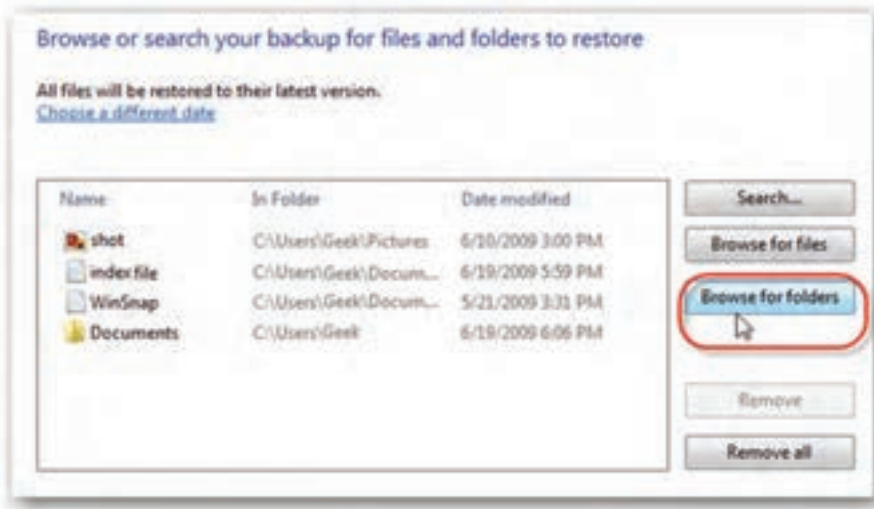 Browse or search your backup for files and folders to restore
All files will be restored to their latest version.
Choose a different date
Name In Folder Date modified
shot C:\Users\Geek\Pictures 6/10/2009 3:00 PM
index file C:\Users\Geek\Docum... 6/19/2009 5:59 PM
WinSnap C:\Users\Geek\Docum... 5/21/2009 3:31 PM
Documents C:\Users\Geek 6/19/2009 6:06 PM
Search...
Browse for files
Browse for folders
Remove
Remove all